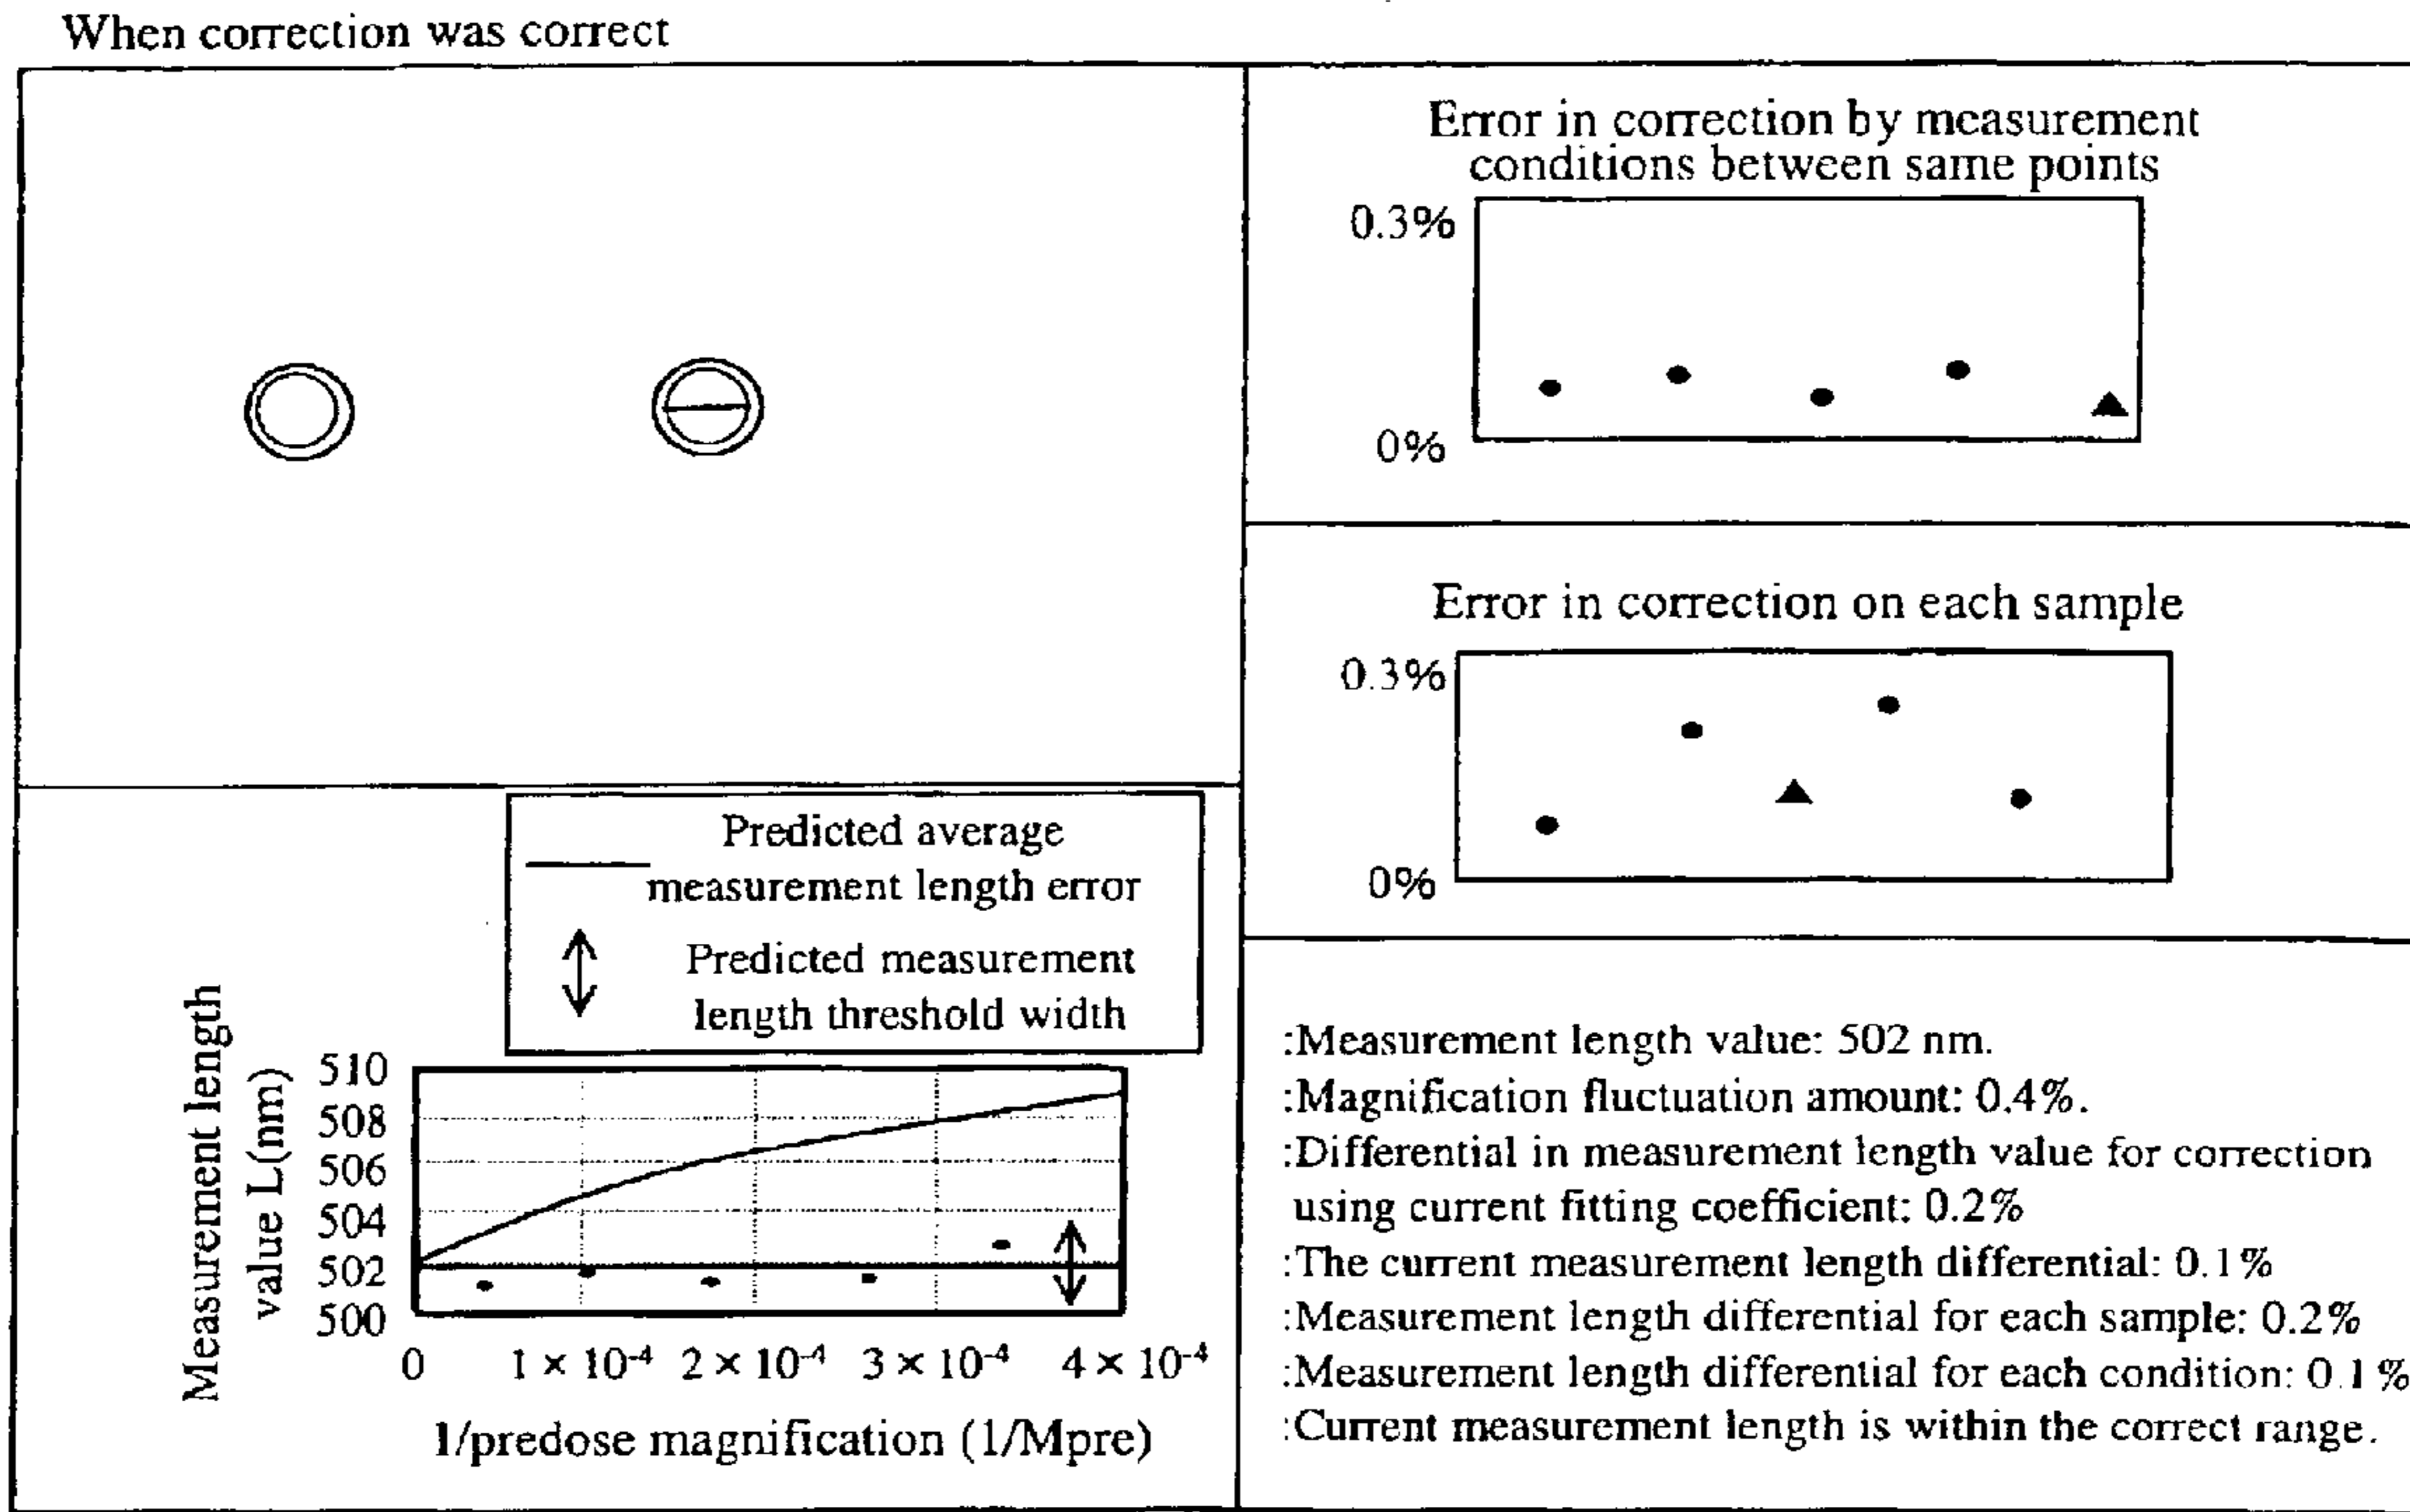 When correction was correct
Error in correction by measurement
conditions between same points
0.3%
0%
Error in correction on each sample
0.3%
0%
Predicted average
measurement length error
Predicted measurement
length threshold width
Measurement length
value L(nm)
510
508
506
504
502
500
0 1 × 10⁻⁴ 2 × 10⁻⁴ 3 × 10⁻⁴ 4 × 10⁻⁴
1/predose magnification (1/Mpre)
:Measurement length value: 502 nm.
:Magnification fluctuation amount: 0.4%.
:Differential in measurement length value for correction
using current fitting coefficient: 0.2%
:The current measurement length differential: 0.1%
:Measurement length differential for each sample: 0.2%
:Measurement length differential for each condition: 0.1%
:Current measurement length is within the correct range.